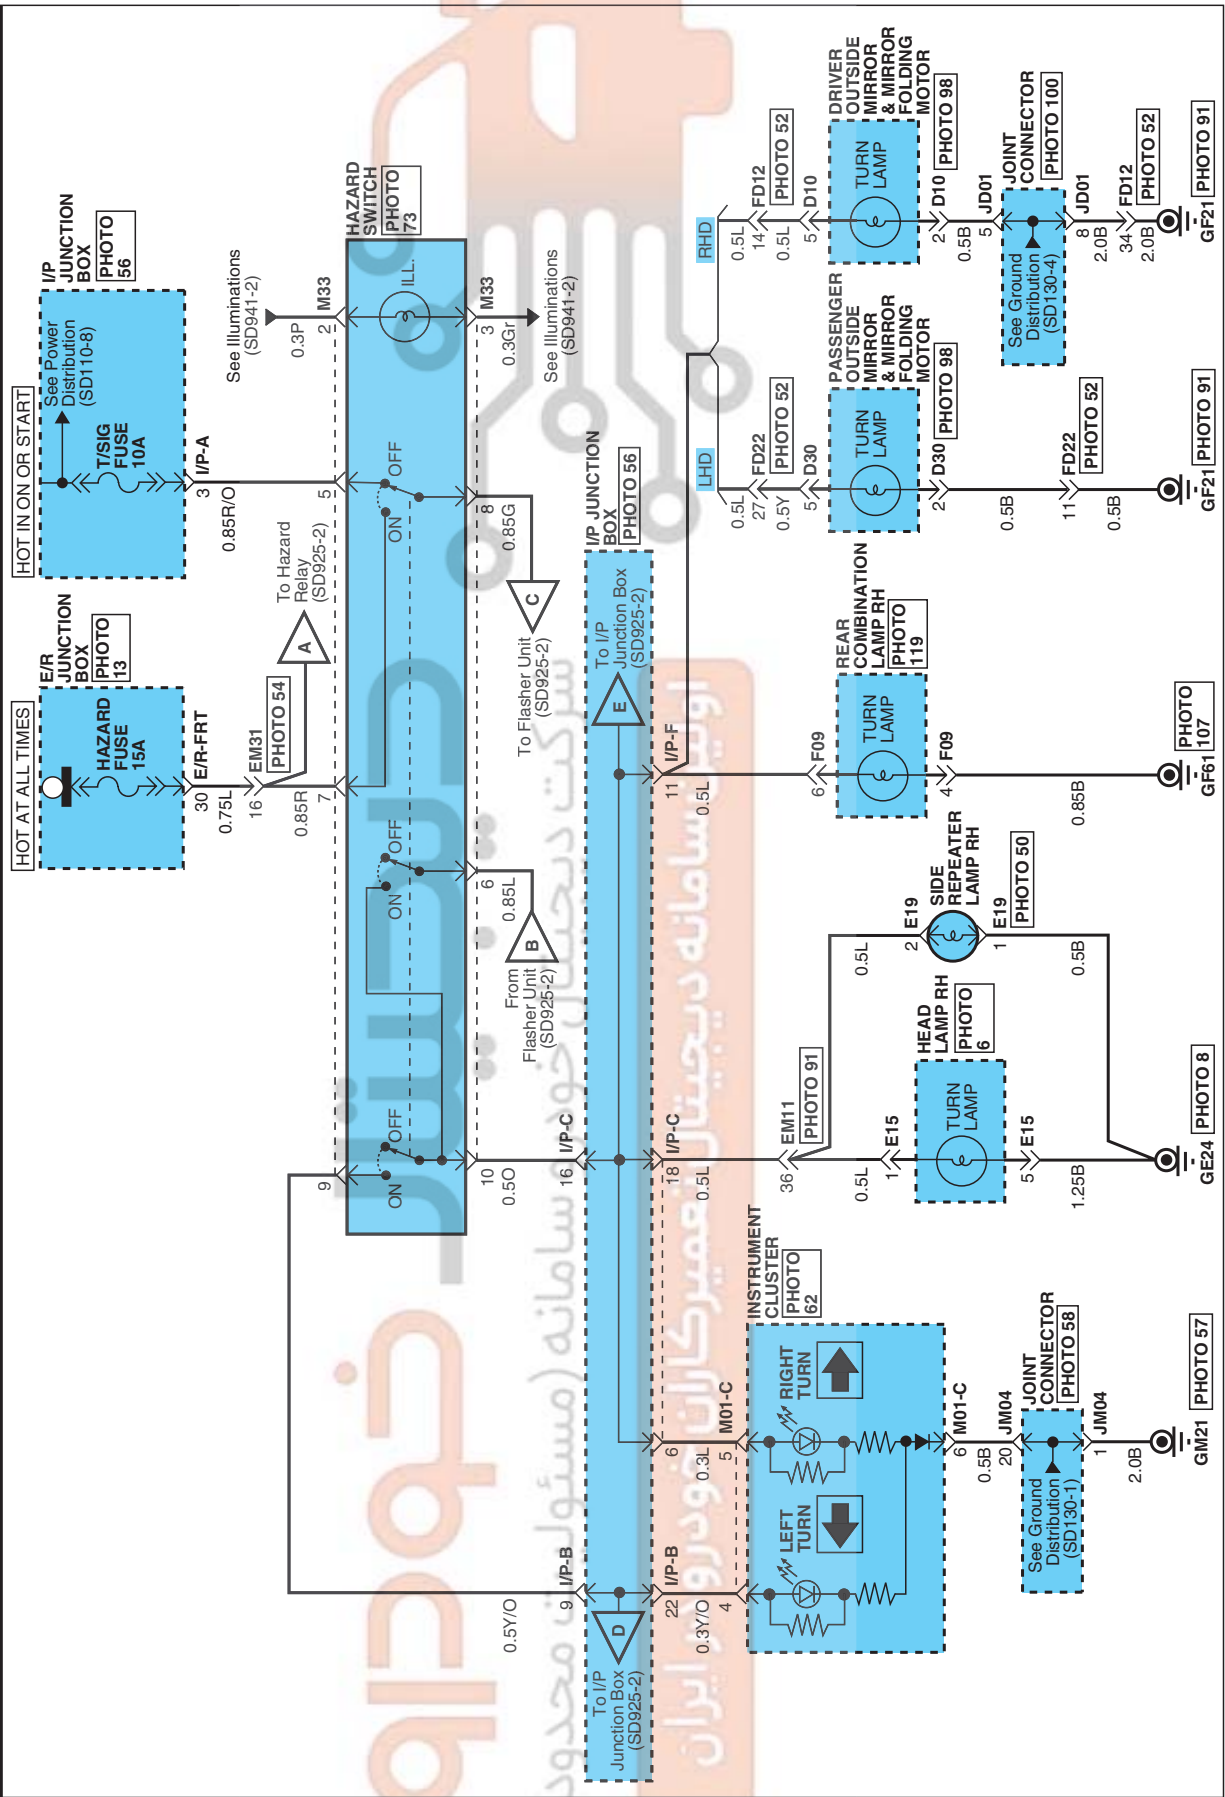 HOT AT ALL TIMES
E/R
JUNCTION
BOX
PHOTO
13
HAZARD
FUSE
15A
30
E/R-FRT
0.75L
16
EM31
PHOTO 54
0.85R
7
A
To Hazard
Relay
(SD925-2)
HOT IN ON OR START
I/P
JUNCTION
BOX
PHOTO
56
See Power
Distribution
(SD110-8)
T/SIG
FUSE
10A
3
I/P-A
0.85R/O
5
See Illuminations
(SD941-2)
0.3P
2
M33
HAZARD
SWITCH
PHOTO
73
ILL.
3
M33
0.3Gr
See Illuminations
(SD941-2)
9
ON
OFF
ON
OFF
ON
OFF
10
0.5O
6
0.85L
B
From
Flasher Unit
(SD925-2)
8
0.85G
C
To Flasher Unit
(SD925-2)
0.5Y/O
9
I/P-B
16
I/P-C
I/P JUNCTION
BOX
PHOTO 56
D
To I/P
Junction Box
(SD925-2)
E
To I/P
Junction Box
(SD925-2)
22
I/P-B
0.3Y/O
4
6
0.3L
5
M01-C
18
I/P-C
0.5L
11
I/P-F
0.5L
INSTRUMENT
CLUSTER
PHOTO
62
LEFT
TURN
RIGHT
TURN
6
M01-C
0.5B
20
JM04
JOINT
CONNECTOR
PHOTO 58
See Ground
Distribution
(SD130-1)
1
JM04
2.0B
GM21
PHOTO 57
36
EM11
PHOTO 91
0.5L
1
E15
HEAD
LAMP RH
PHOTO
6
TURN
LAMP
5
E15
1.25B
GE24
PHOTO 8
0.5L
2
E19
SIDE
REPEATER
LAMP RH
1
E19
PHOTO 50
0.5B
6
F09
REAR
COMBINATION
LAMP RH
PHOTO
119
TURN
LAMP
4
F09
0.85B
GF61
PHOTO
107
LHD
0.5L
27
FD22
PHOTO 52
0.5Y
5
D30
PASSENGER
OUTSIDE
MIRROR
& MIRROR
FOLDING
MOTOR
TURN
LAMP
2
D30
PHOTO 98
0.5B
11
FD22
PHOTO 52
0.5B
GF21
PHOTO 91
RHD
0.5L
14
FD12
PHOTO 52
0.5L
5
D10
DRIVER
OUTSIDE
MIRROR
& MIRROR
FOLDING
MOTOR
TURN
LAMP
2
D10
PHOTO 98
0.5B
5
JD01
JOINT
CONNECTOR
PHOTO 100
See Ground
Distribution
(SD130-4)
8
JD01
2.0B
34
FD12
PHOTO 52
2.0B
GF21
PHOTO 91
اولین سامانه دیجیتال تعمیرکاران خودرو در ایران